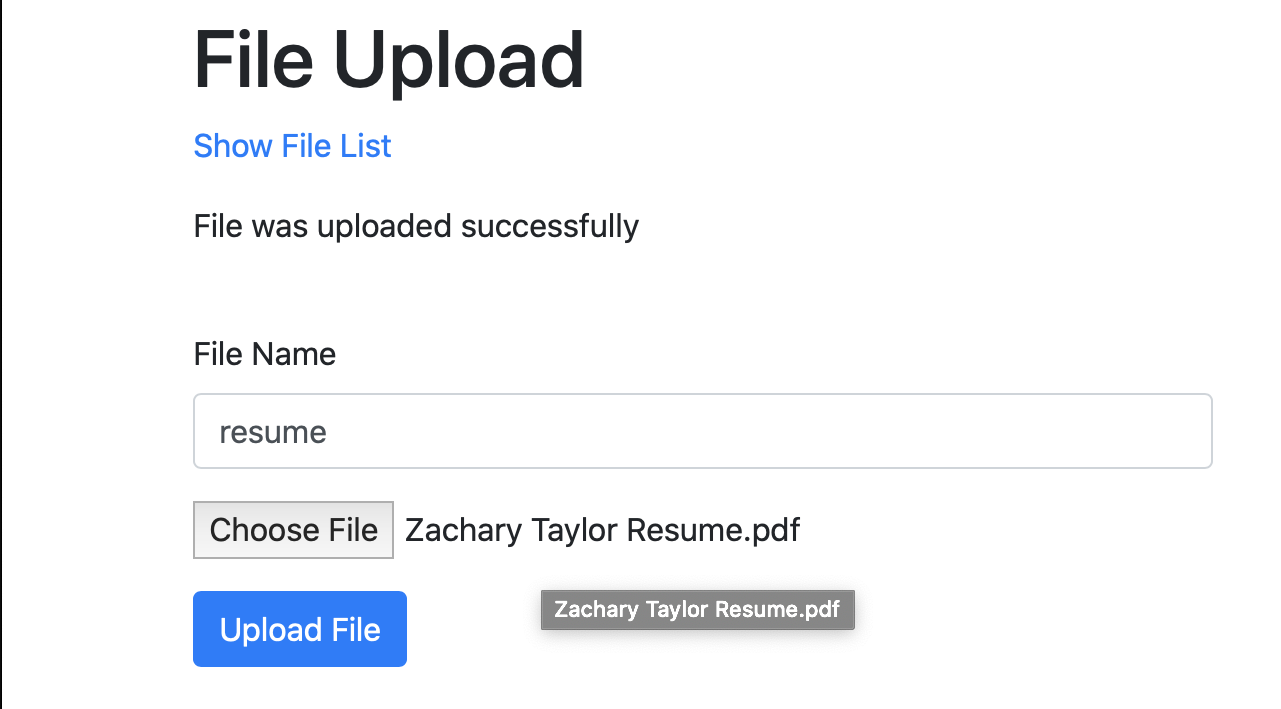 File Upload
Show File List
File was uploaded successfully
File Name
resume
Choose File Zachary Taylor Resume.pdf
Upload File
Zachary Taylor Resume.pdf